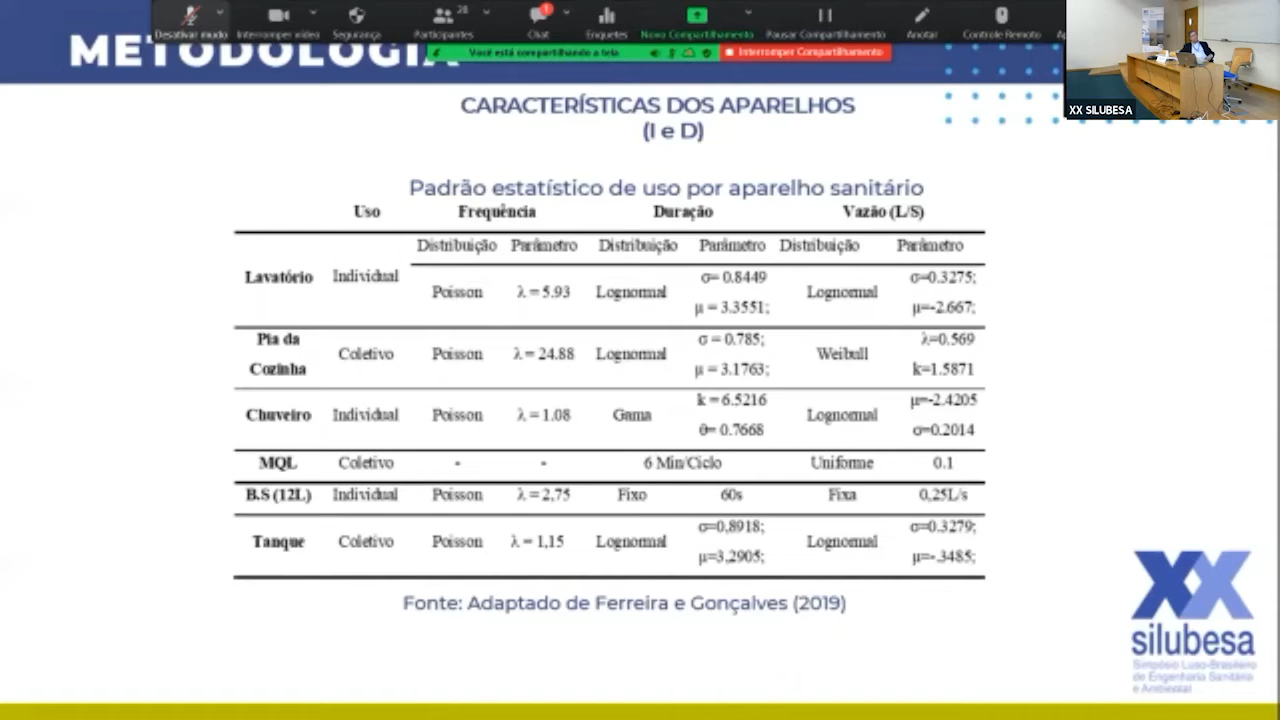 Desativar mudo
Interromper vídeo
Segurança
28
Participantes
1
Chat
Enquetes
Novo Compartilhamento
Pausar Compartilhamento
Anotar
Controle Remoto
Você está compartilhando a tela
Interromper Compartilhamento
METODOLOGIA
XX SILUBESA
CARACTERÍSTICAS DOS APARELHOS
(I e D)
Padrão estatístico de uso por aparelho sanitário
Uso Frequência Duração Vazão (L/S)
Distribuição Parâmetro Distribuição Parâmetro Distribuição Parâmetro
Lavatório Individual Poisson λ = 5.93 Lognormal σ= 0.8449 μ = 3.3551; Lognormal σ=0.3275; μ=-2.667;
Pia da Cozinha Coletivo Poisson λ = 24.88 Lognormal σ = 0.785; μ = 3.1763; Weibull λ=0.569 k=1.5871
Chuveiro Individual Poisson λ = 1.08 Gama k = 6.5216 θ= 0.7668 Lognormal μ=-2.4205 σ=0.2014
MQL Coletivo - - 6 Min/Ciclo Uniforme 0.1
B.S (12L) Individual Poisson λ = 2,75 Fixo 60s Fixa 0,25L/s
Tanque Coletivo Poisson λ = 1,15 Lognormal σ=0,8918; μ=3,2905; Lognormal σ=0.3279; μ=-.3485;
Fonte: Adaptado de Ferreira e Gonçalves (2019)
XX
silubesa
Simpósio Luso-Brasileiro
de Engenharia Sanitária
e Ambiental